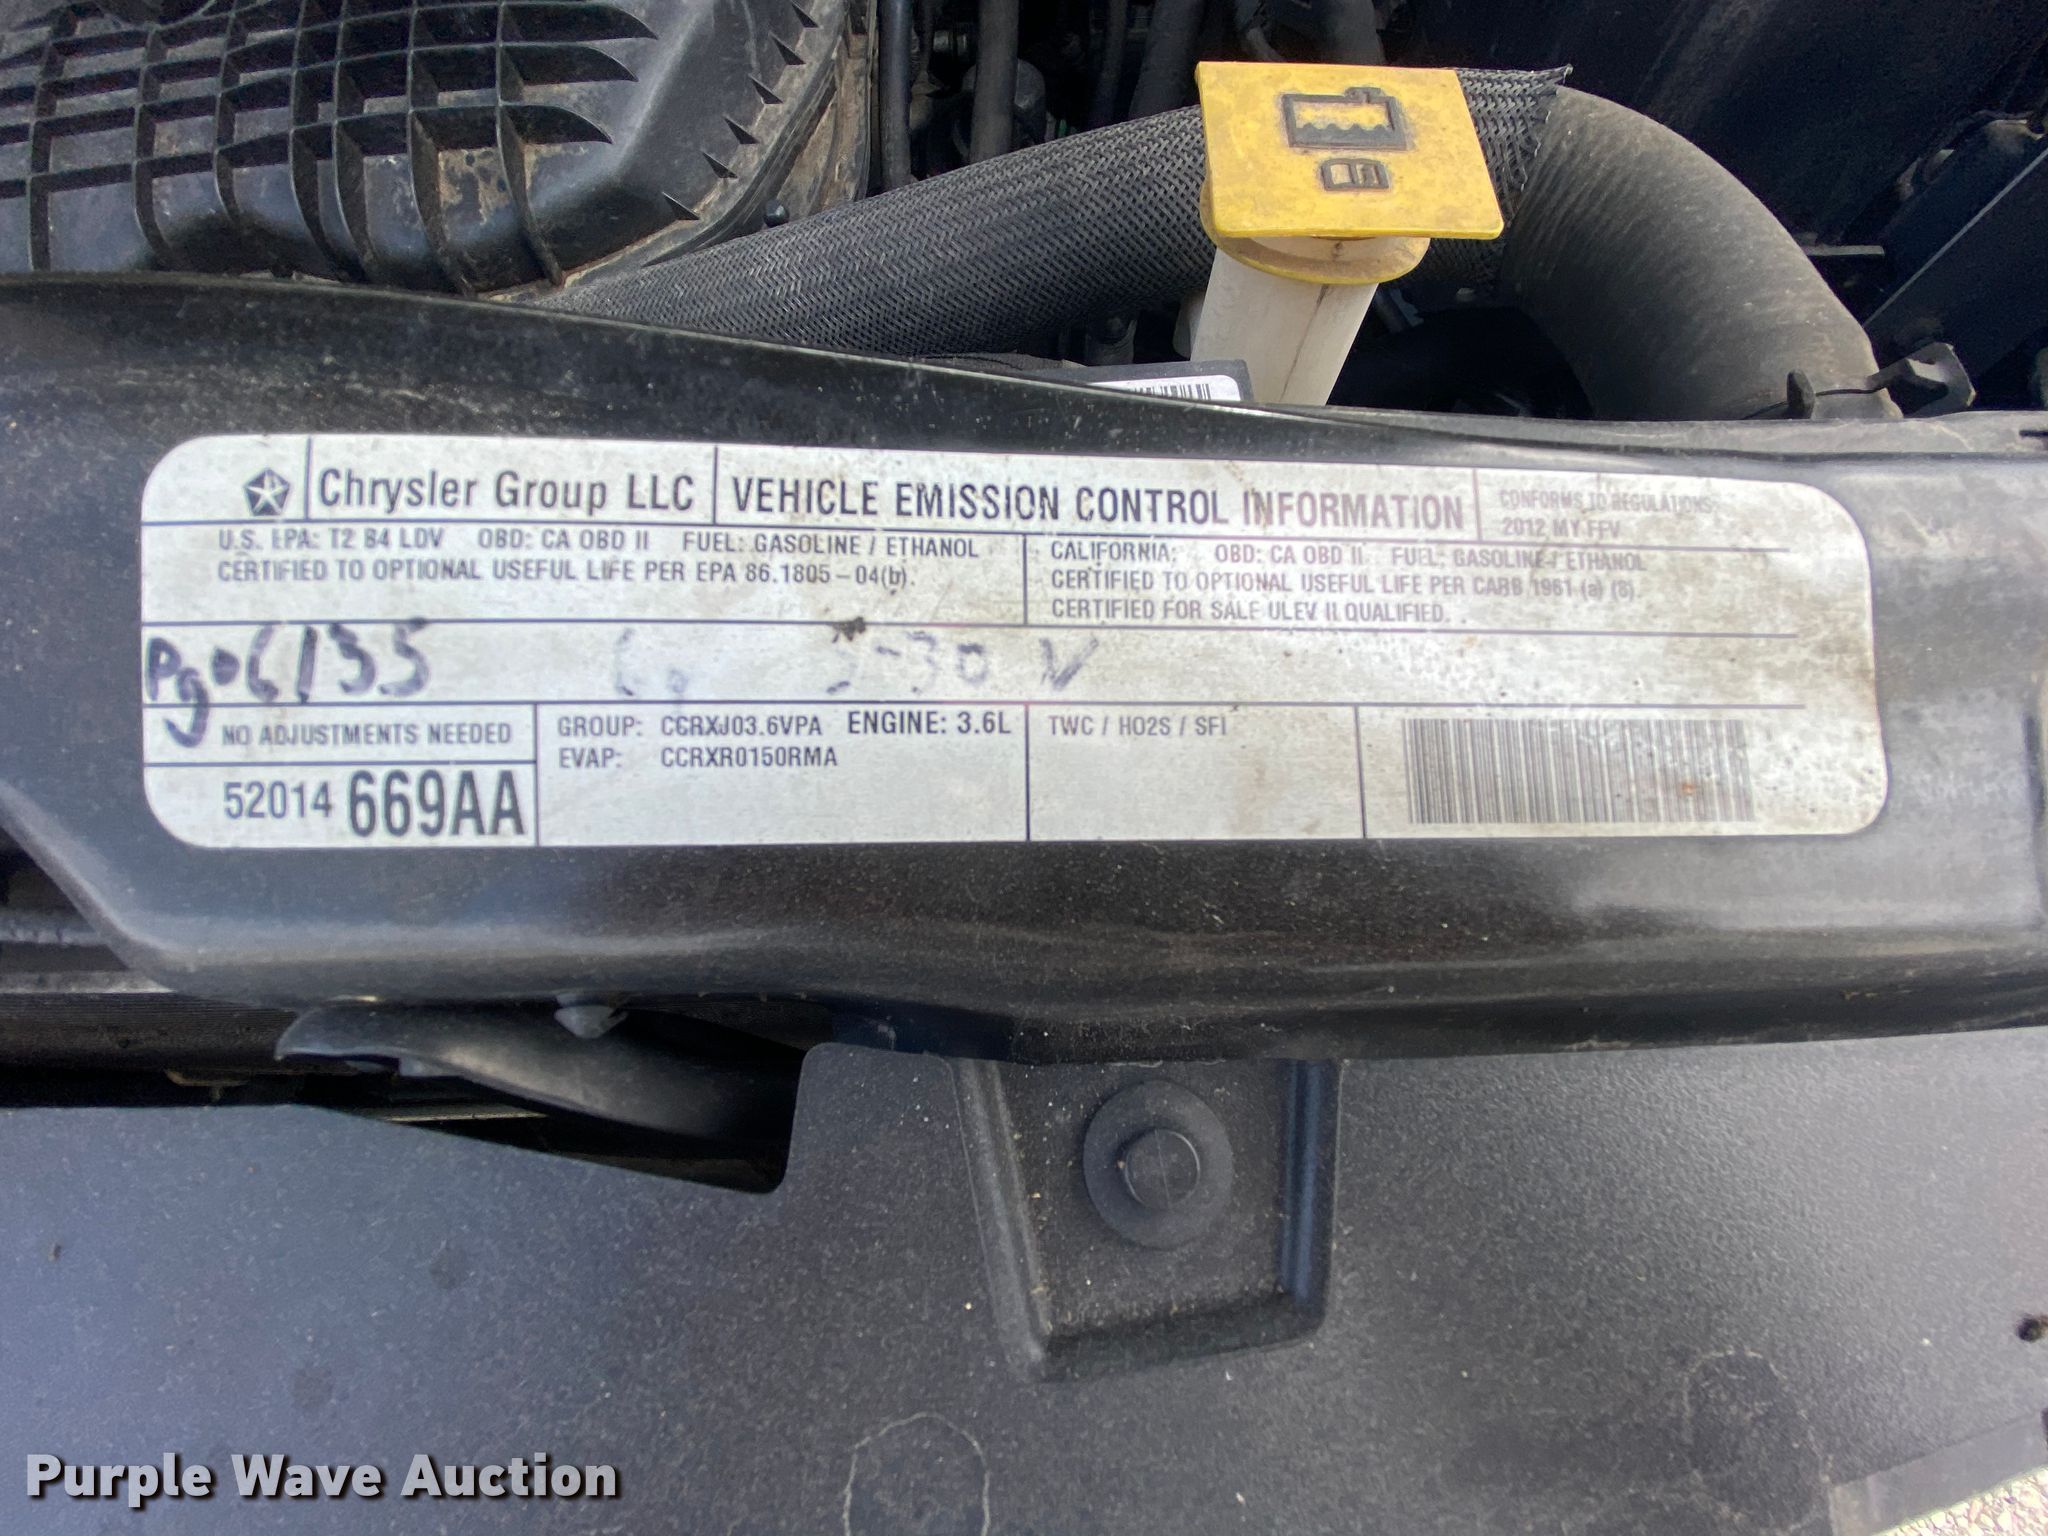 Chrysler Group LLC
VEHICLE EMISSION CONTROL INFORMATION
CONFORMS TO REGULATIONS:
2012 MY FFV
U.S. EPA: T2 B4 LDV OBD: CA OBD II FUEL: GASOLINE / ETHANOL
CERTIFIED TO OPTIONAL USEFUL LIFE PER EPA 86.1805-04(b).
CALIFORNIA: OBD: CA OBD II FUEL: GASOLINE / ETHANOL
CERTIFIED TO OPTIONAL USEFUL LIFE PER CARB 1961 (a) (8).
CERTIFIED FOR SALE ULEV II QUALIFIED.
5-30
NO ADJUSTMENTS NEEDED
52014 669AA
GROUP: CCRXJ03.6VPA ENGINE: 3.6L
EVAP: CCRXR0150RMA
TWC / HO2S / SFI
Purple Wave Auction